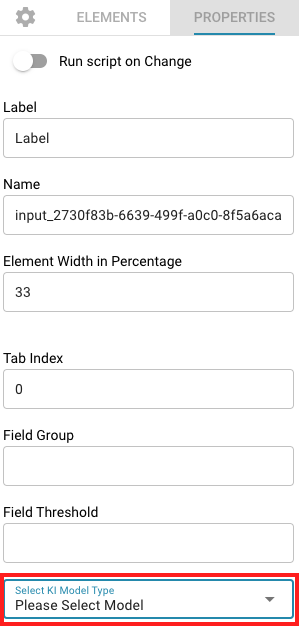 ELEMENTS PROPERTIES
Run script on Change
Label
Label
Name
input_2730f83b-6639-499f-a0c0-8f5a6aca
Element Width in Percentage
33
Tab Index
0
Field Group
Field Threshold
Select KI Model Type
Please Select Model